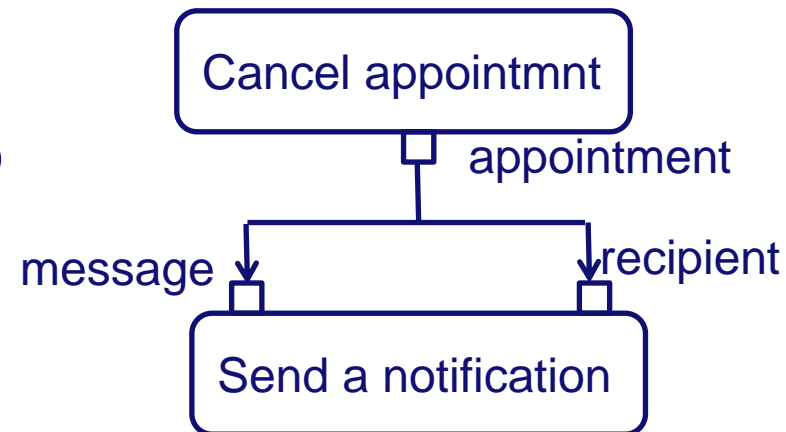 Cancel appointmnt
appointment
message
recipient
Send a notification